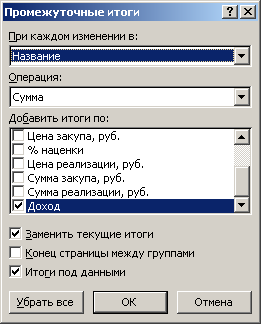 Промежуточные итоги
При каждом изменении в:
Название
Операция:
Сумма
Добавить итоги по:
Цена закупа, руб.
% наценки
Цена реализации, руб.
Сумма закупа, руб.
Сумма реализации, руб.
Доход
Заменить текущие итоги
Конец страницы между группами
Итоги под данными
Убрать все
ОК
Отмена